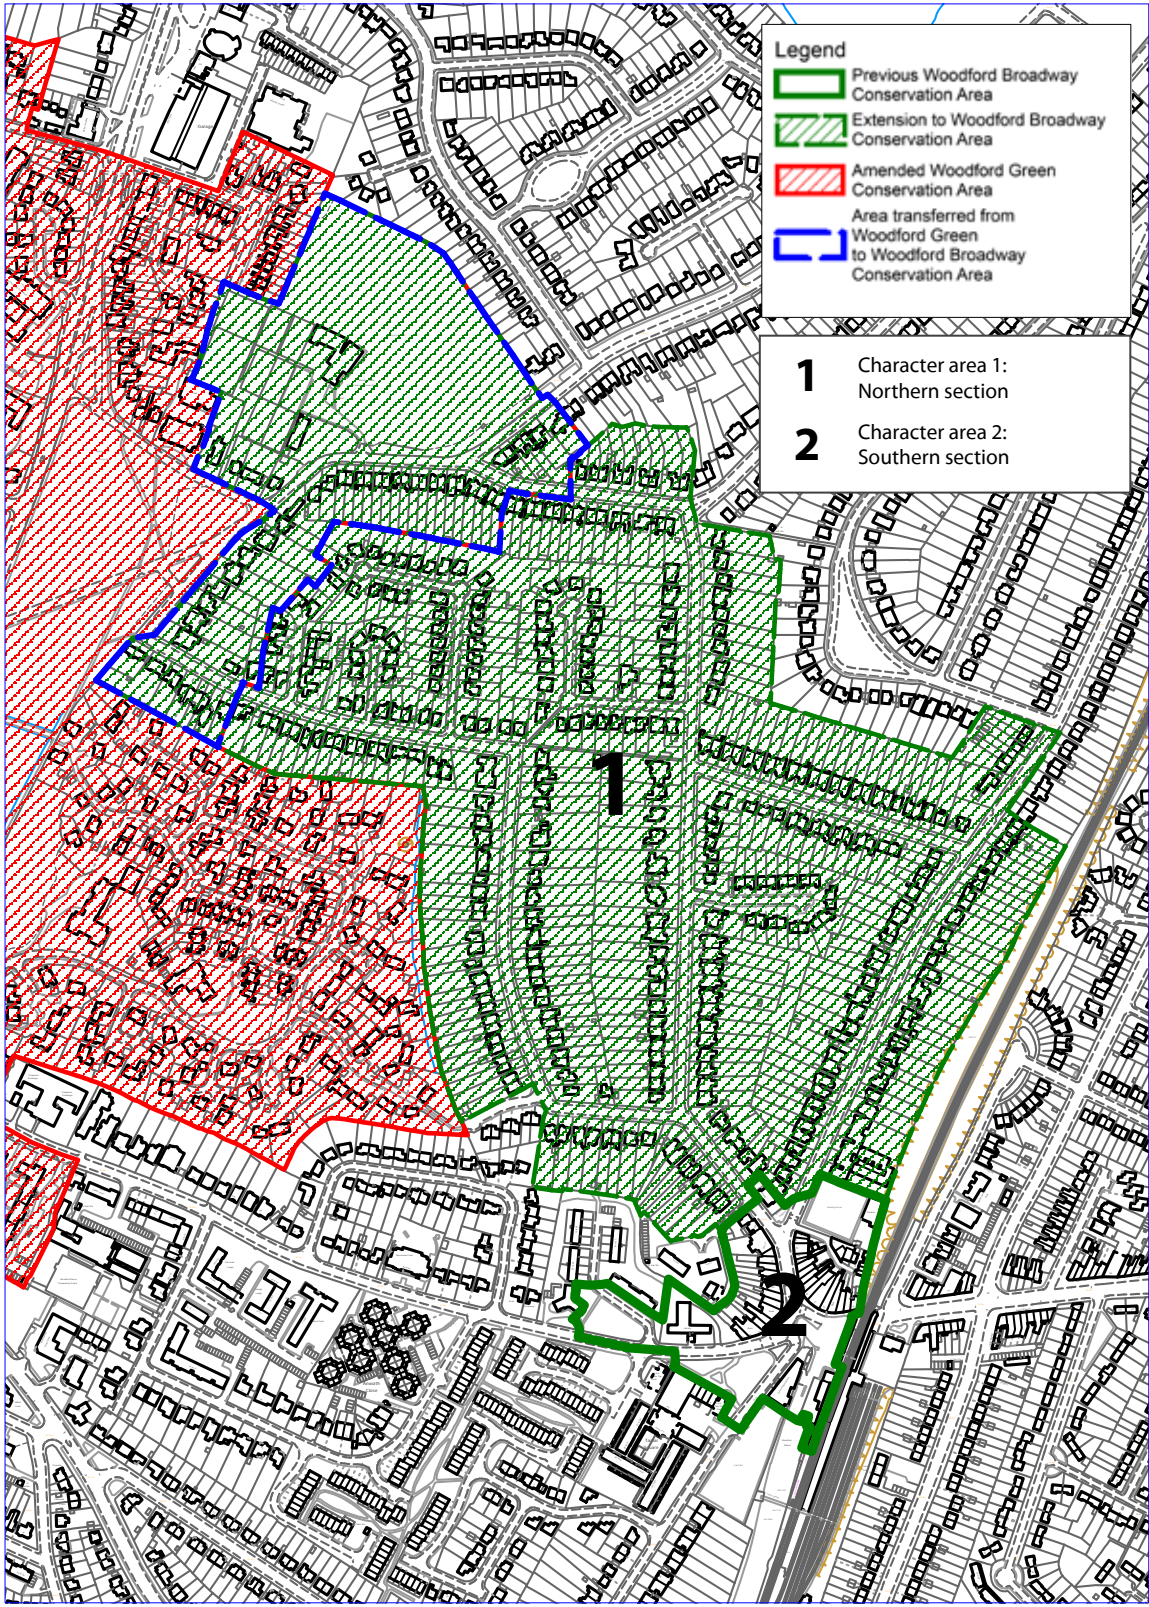 Legend
Previous Woodford Broadway
Conservation Area
Extension to Woodford Broadway
Conservation Area
Amended Woodford Green
Conservation Area
Area transferred from
Woodford Green
to Woodford Broadway
Conservation Area
1
Character area 1:
Northern section
2
Character area 2:
Southern section
1
2